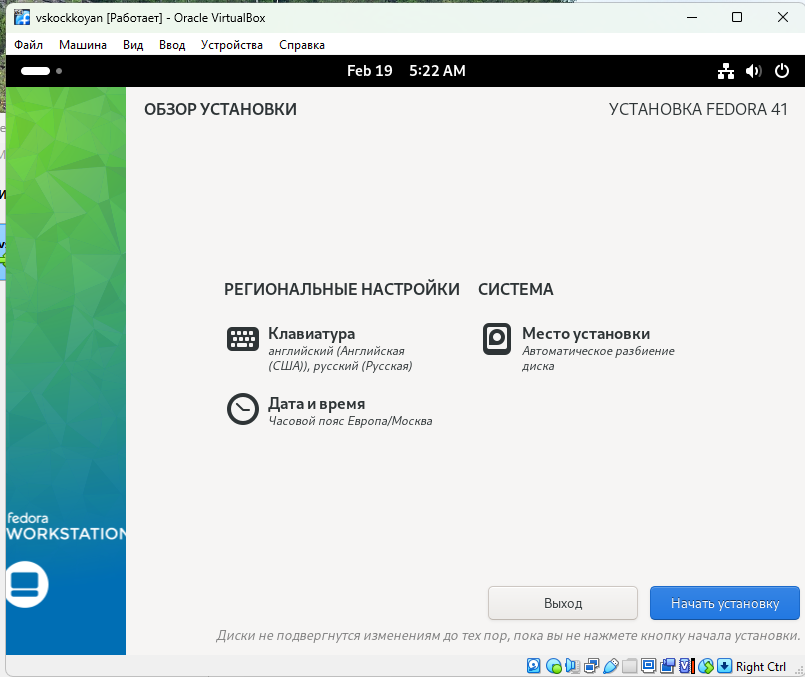 vskockkoyan [Работает] - Oracle VirtualBox
Файл Машина Вид Ввод Устройства Справка
Feb 19 5:22 AM
ОБЗОР УСТАНОВКИ
УСТАНОВКА FEDORA 41
РЕГИОНАЛЬНЫЕ НАСТРОЙКИ
Клавиатура
английский (Английская
(США)), русский (Русская)
Дата и время
Часовой пояс Европа/Москва
СИСТЕМА
Место установки
Автоматическое разбиение
диска
fedora
WORKSTATION
Выход
Начать установку
Диски не подвергнутся изменениям до тех пор, пока вы не нажмете кнопку начала установки.
Right Ctrl